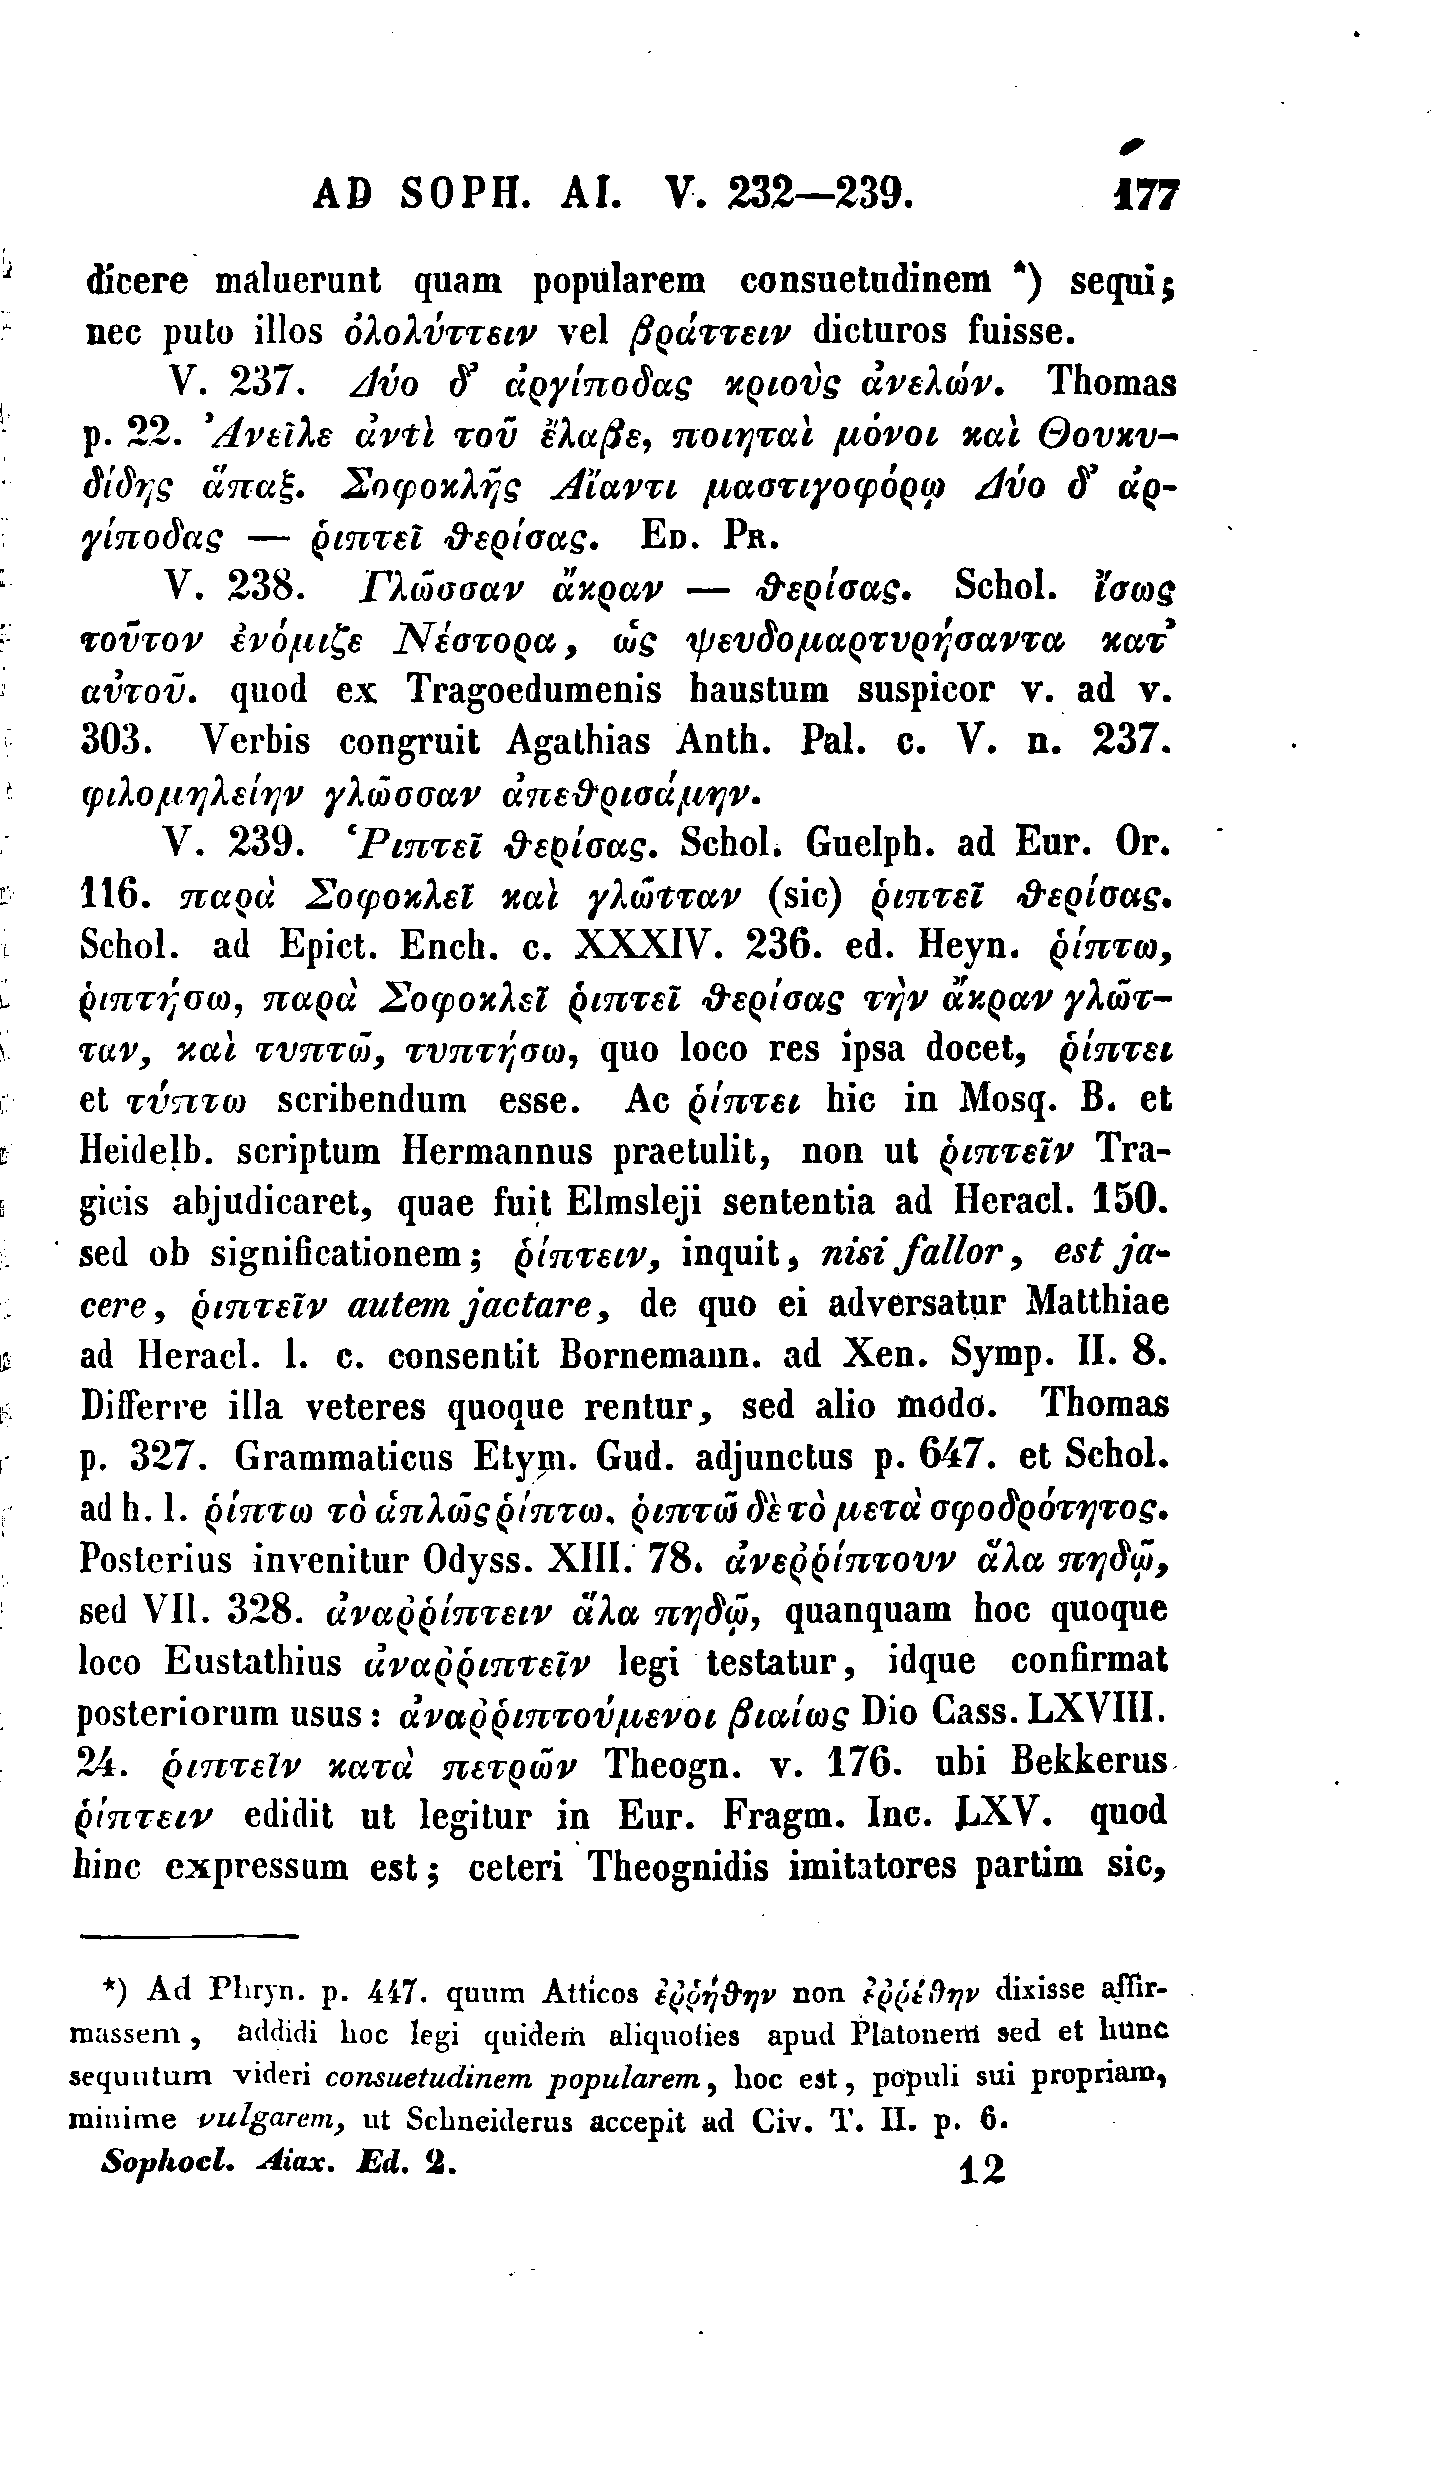 AD SOPH. AI. V. 232—239. 177
dicere maluerunt quam popularem consuetudinem *) sequi;
nec puto illos ὀλολύττειν vel βράττειν dicturos fuisse.
V. 237. Δύο δ' ἀργίποδας κριοὺς ἀνελών. Thomas
p. 22. Ἀνεῖλε ἀντὶ τοῦ ἔλαβε, ποιηταὶ μόνοι καὶ Θουκυ-
δίδης ἅπαξ. Σοφοκλῆς Αἴαντι μαστιγοφόρῳ Δύο δ' ἀρ-
γίποδας — ῥιπτεῖ θερίσας. ED. PR.
V. 238. Γλῶσσαν ἄκραν — θερίσας. Schol. ἴσως
τοῦτον ἐνόμιζε Νέστορα, ὡς ψευδομαρτυρήσαντα κατ'
αὐτοῦ. quod ex Tragoedumenis haustum suspicor v. ad v.
303. Verbis congruit Agathias Anth. Pal. c. V. n. 237.
φιλομηλείην γλῶσσαν ἀπεθρισάμην.
V. 239. Ῥιπτεῖ θερίσας. Schol. Guelph. ad Eur. Or.
116. παρὰ Σοφοκλεῖ καὶ γλῶτταν (sic) ῥιπτεῖ θερίσας.
Schol. ad Epict. Ench. c. XXXIV. 236. ed. Heyn. ῥίπτω,
ῥιπτήσω, παρὰ Σοφοκλεῖ ῥιπτεῖ θερίσας τὴν ἄκραν γλῶτ-
ταν, καὶ τυπτῶ, τυπτήσω, quo loco res ipsa docet, ῥίπτει
et τύπτω scribendum esse. Ac ῥίπτει hic in Mosq. B. et
Heidelb. scriptum Hermannus praetulit, non ut ῥιπτεῖν Tra-
gicis abjudicaret, quae fuit Elmsleji sententia ad Heracl. 150.
sed ob significationem; ῥίπτειν, inquit, nisi fallor, est ja-
cere, ῥιπτεῖν autem jactare, de quo ei adversatur Matthiae
ad Heracl. l. c. consentit Bornemann. ad Xen. Symp. II. 8.
Differre illa veteres quoque rentur, sed alio modo. Thomas
p. 327. Grammaticus Etym. Gud. adjunctus p. 647. et Schol.
ad h. l. ῥίπτω τὸ ἁπλῶς ῥίπτω, ῥιπτῶ δὲ τὸ μετὰ σφοδρότητος.
Posterius invenitur Odyss. XIII. 78. ἀνεῤῥίπτουν ἅλα πηδῷ,
sed VII. 328. ἀναῤῥίπτειν ἅλα πηδῷ, quanquam hoc quoque
loco Eustathius ἀναῤῥιπτεῖν legi testatur, idque confirmat
posteriorum usus: ἀναῤῥιπτούμενοι βιαίως Dio Cass. LXVIII.
24. ῥιπτεῖν κατὰ πετρῶν Theogn. v. 176. ubi Bekkerus
ῥίπτειν edidit ut legitur in Eur. Fragm. Inc. LXV. quod
hinc expressum est; ceteri Theognidis imitatores partim sic,
*) Ad Phryn. p. 447. quum Atticos ἐῤῥήθην non ἐῤῥέθην dixisse affir-
massem, addidi hoc legi quidem aliquoties apud Platonem sed et hunc
sequutum videri consuetudinem popularem, hoc est, populi sui propriam,
minime vulgarem, ut Schneiderus accepit ad Civ. T. II. p. 6.
Sophocl. Aiax. Ed. 2. 12